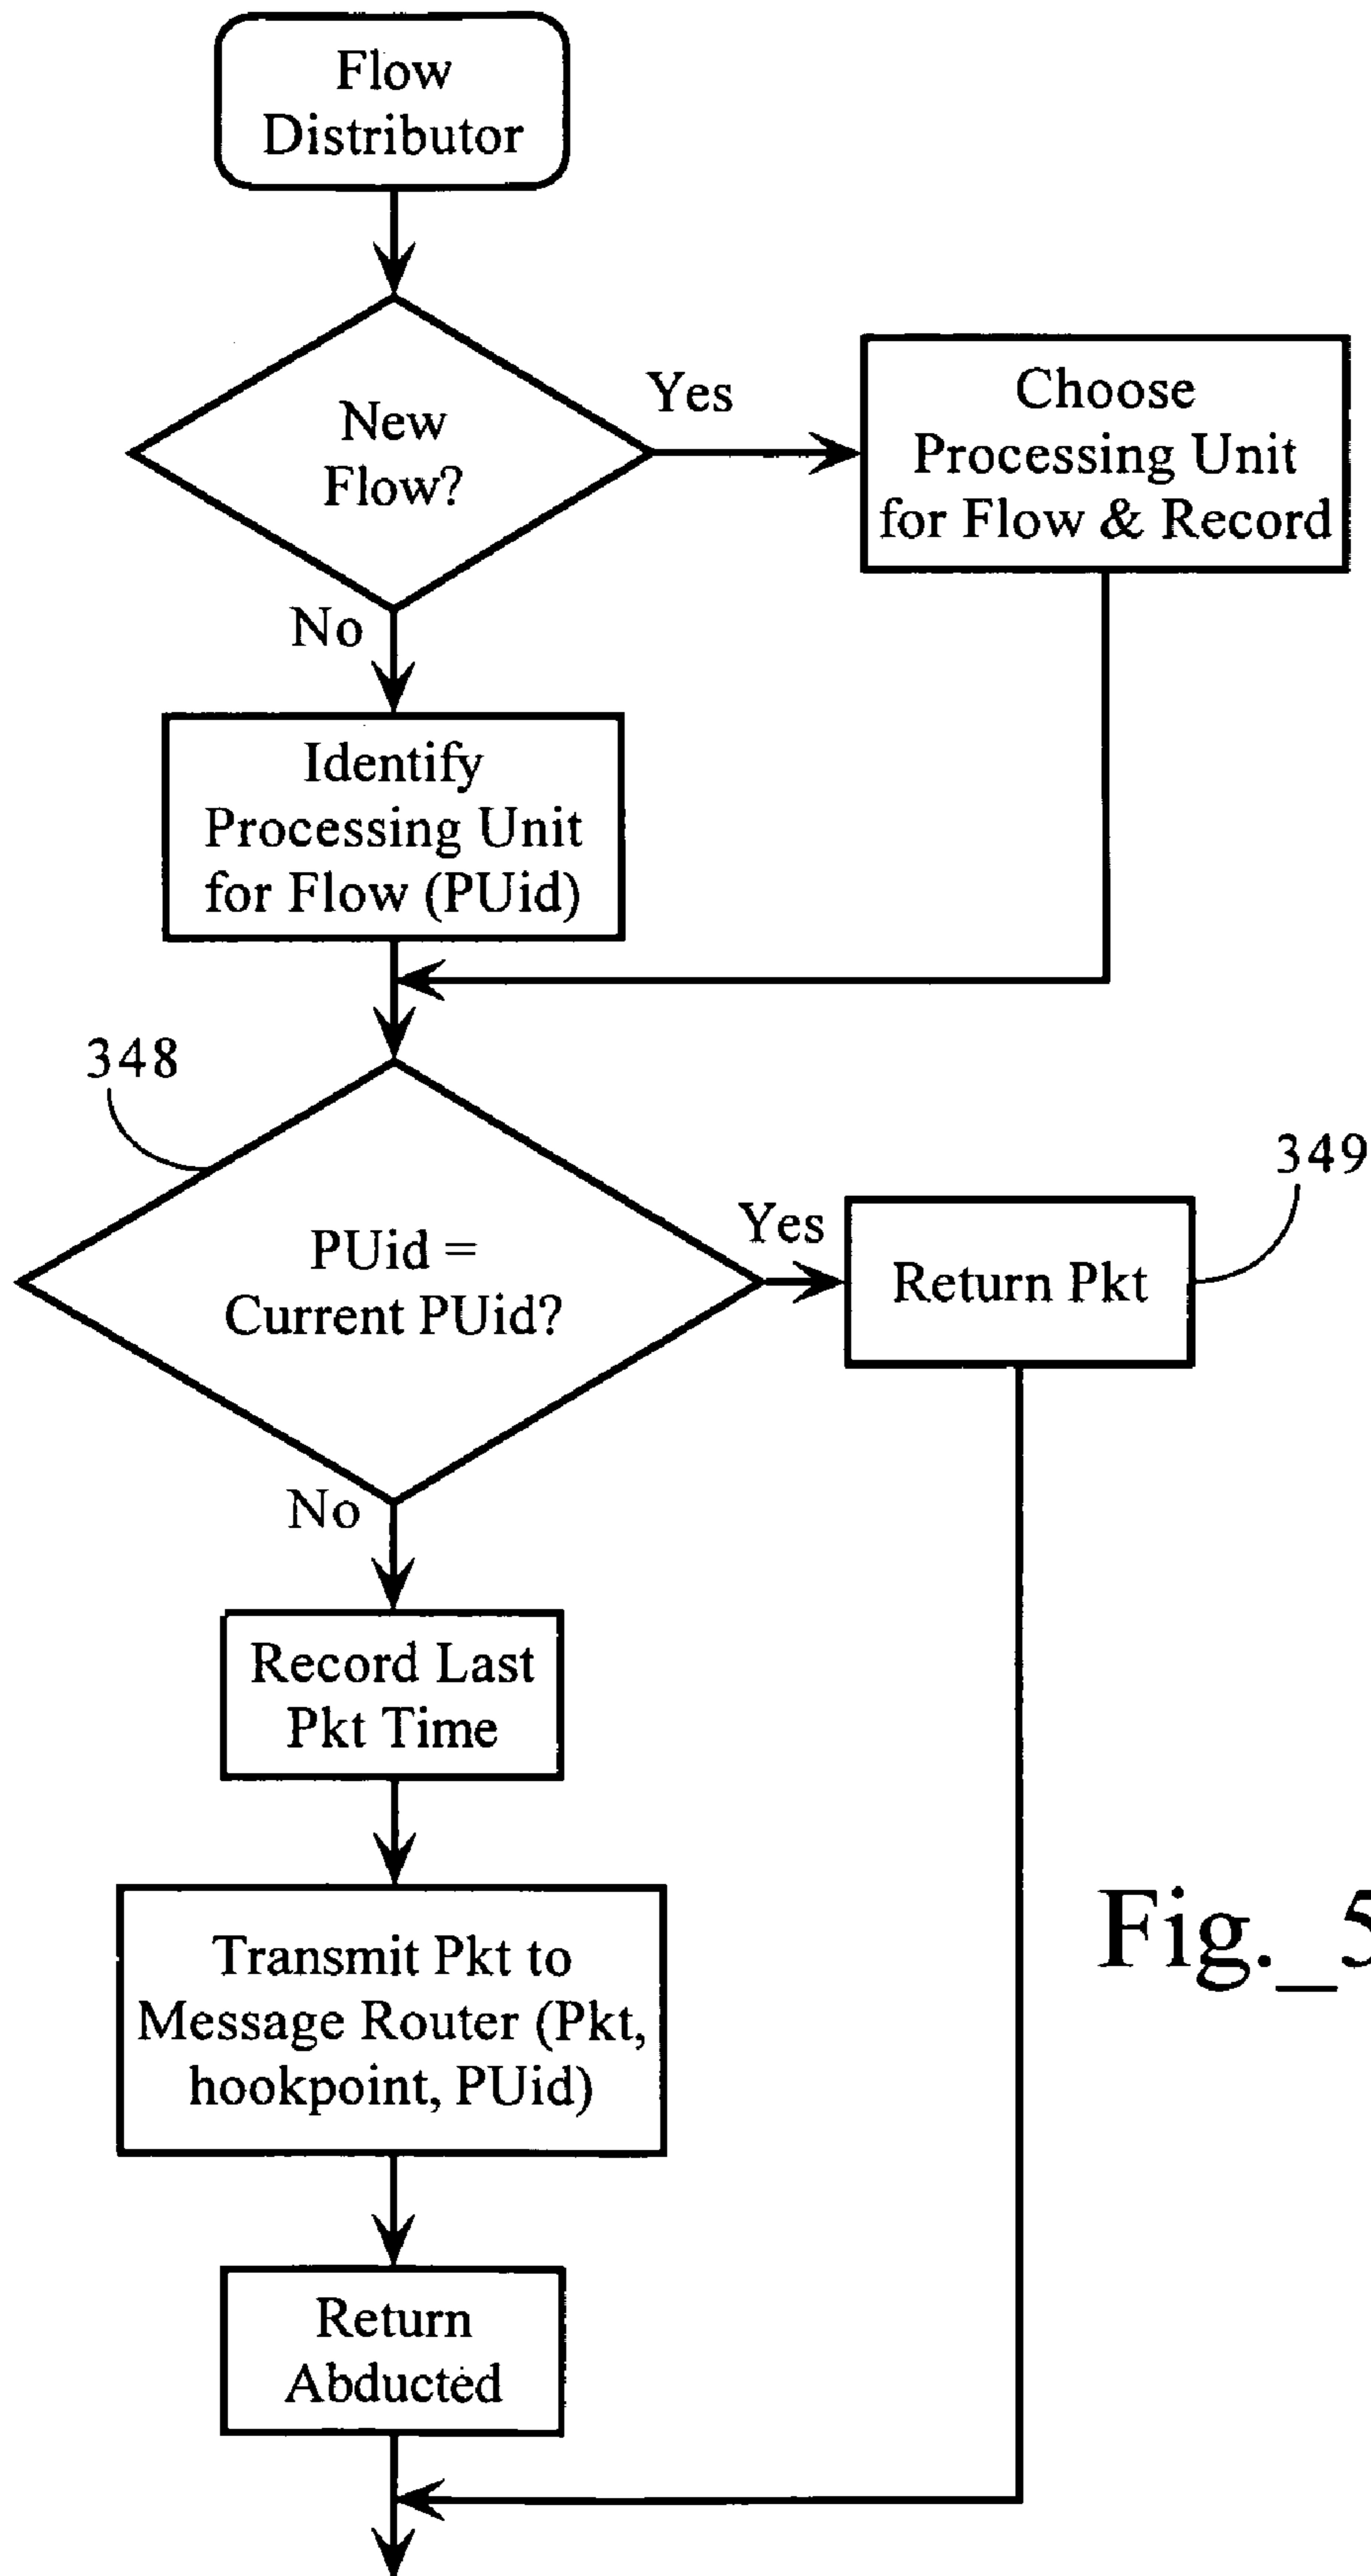 Flow
Distributor
New
Flow?
Yes
Choose
Processing Unit
for Flow & Record
No
Identify
Processing Unit
for Flow (PUid)
348
PUid =
Current PUid?
Yes
Return Pkt
349
No
Record Last
Pkt Time
Transmit Pkt to
Message Router (Pkt,
hookpoint, PUid)
Return
Abducted
Fig._5